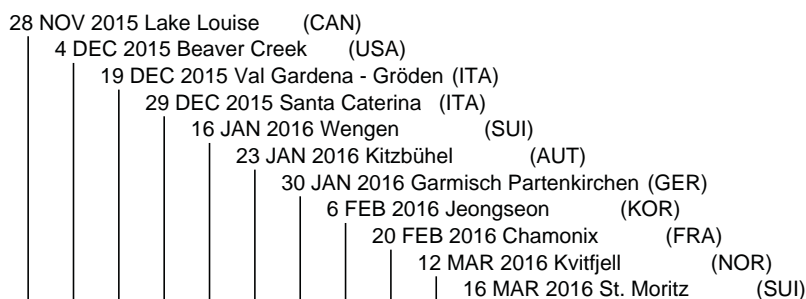 28 NOV 2015 Lake Louise (CAN)
4 DEC 2015 Beaver Creek (USA)
19 DEC 2015 Val Gardena - Gröden (ITA)
29 DEC 2015 Santa Caterina (ITA)
16 JAN 2016 Wengen (SUI)
23 JAN 2016 Kitzbühel (AUT)
30 JAN 2016 Garmisch Partenkirchen (GER)
6 FEB 2016 Jeongseon (KOR)
20 FEB 2016 Chamonix (FRA)
12 MAR 2016 Kvitfjell (NOR)
16 MAR 2016 St. Moritz (SUI)